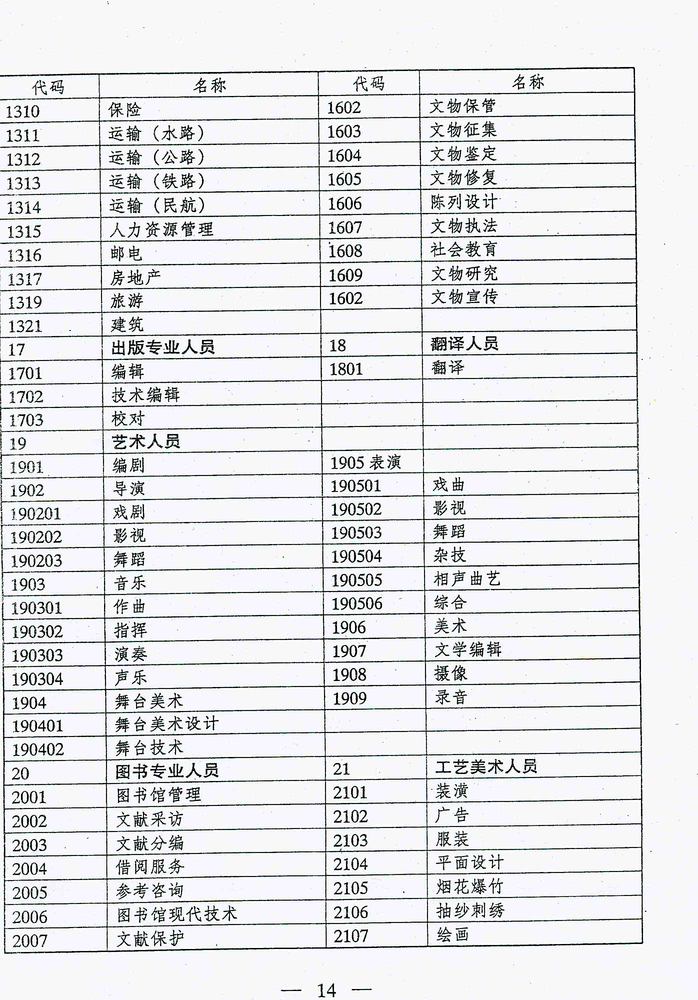 代码 名称 代码 名称
1310 保险 1602 文物保管
1311 运输（水路） 1603 文物征集
1312 运输（公路） 1604 文物鉴定
1313 运输（铁路） 1605 文物修复
1314 运输（民航） 1606 陈列设计
1315 人力资源管理 1607 文物执法
1316 邮电 1608 社会教育
1317 房地产 1609 文物研究
1319 旅游 1602 文物宣传
1321 建筑
17 出版专业人员 18 翻译人员
1701 编辑 1801 翻译
1702 技术编辑
1703 校对
19 艺术人员
1901 编剧 1905 表演
1902 导演 190501 戏曲
190201 戏剧 190502 影视
190202 影视 190503 舞蹈
190203 舞蹈 190504 杂技
1903 音乐 190505 相声曲艺
190301 作曲 190506 综合
190302 指挥 1906 美术
190303 演奏 1907 文学编辑
190304 声乐 1908 摄像
1904 舞台美术 1909 录音
190401 舞台美术设计
190402 舞台技术
20 图书专业人员 21 工艺美术人员
2001 图书馆管理 2101 装潢
2002 文献采访 2102 广告
2003 文献分编 2103 服装
2004 借阅服务 2104 平面设计
2005 参考咨询 2105 烟花爆竹
2006 图书馆现代技术 2106 抽纱刺绣
2007 文献保护 2107 绘画
— 14 —